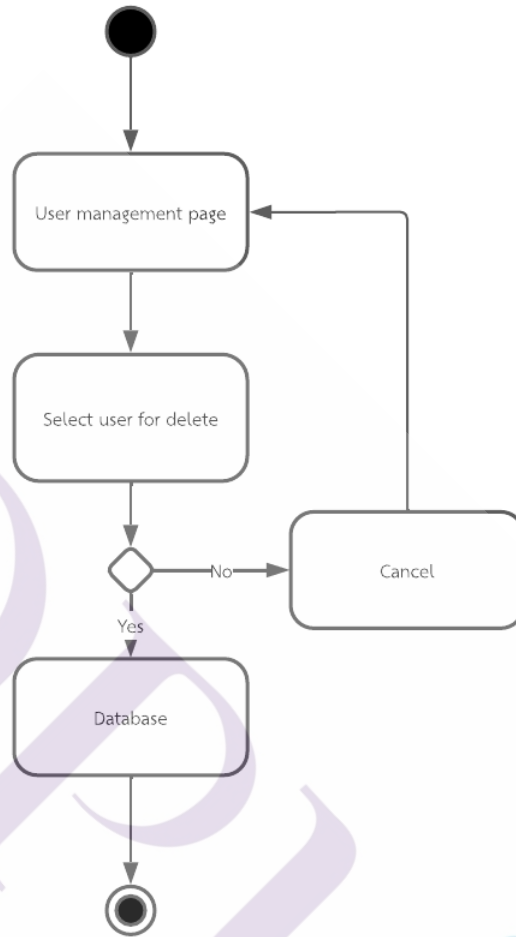 User management page
Select user for delete
No
Cancel
Yes
Database